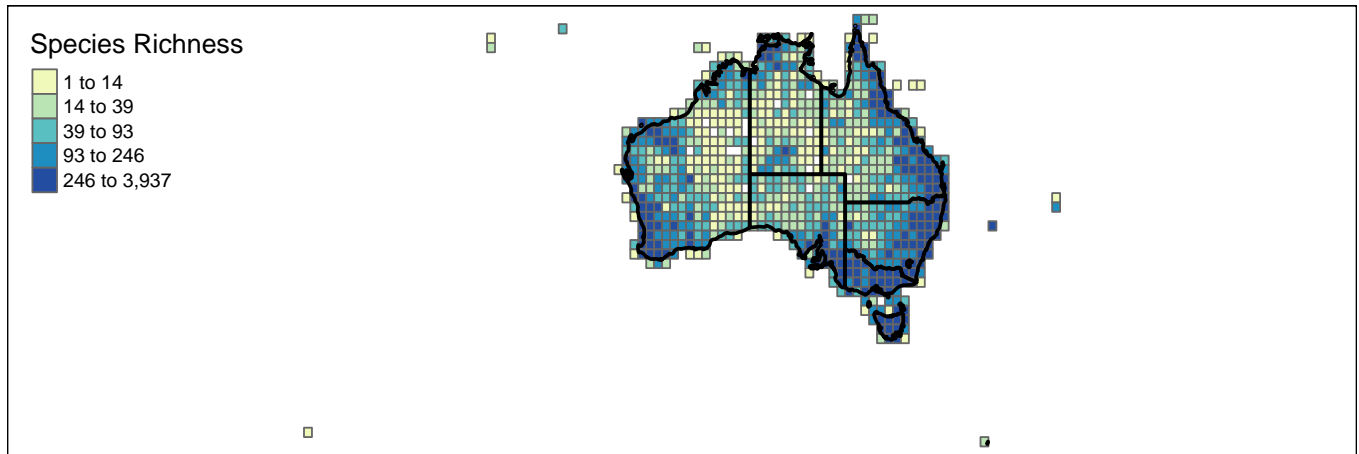 Species Richness
1 to 14
14 to 39
39 to 93
93 to 246
246 to 3,937